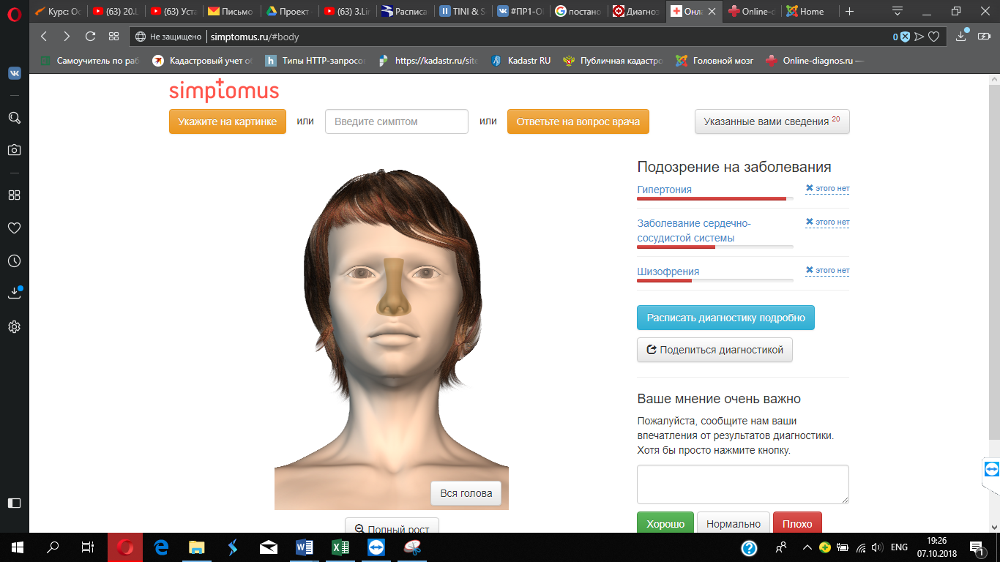 (63) 20.L
(63) Уста
Письмо
Проект -
(63) 3.Lir
Расписа
TINI & S
#ПР1-О
постано
Диагноз
Онла
Online-d
Home
Не защищено simptomus.ru/#body
0
Самоучитель по раб
Кадастровый учет об
Типы HTTP-запросо
https://kadastr.ru/site
Kadastr RU
Публичная кадастро
Головной мозг
Online-diagnos.ru —
simptomus
Укажите на картинке или Введите симптом или Ответьте на вопрос врача Указанные вами сведения 20
Подозрение на заболевания
Гипертония ✖ этого нет
Заболевание сердечно- ✖ этого нет
сосудистой системы
Шизофрения ✖ этого нет
Расписать диагностику подробно
Поделиться диагностикой
Ваше мнение очень важно
Пожалуйста, сообщите нам ваши
впечатления от результатов диагностики.
Хотя бы просто нажмите кнопку.
Вся голова
Полный рост
Хорошо Нормально Плохо
ENG
19:26
07.10.2018
1